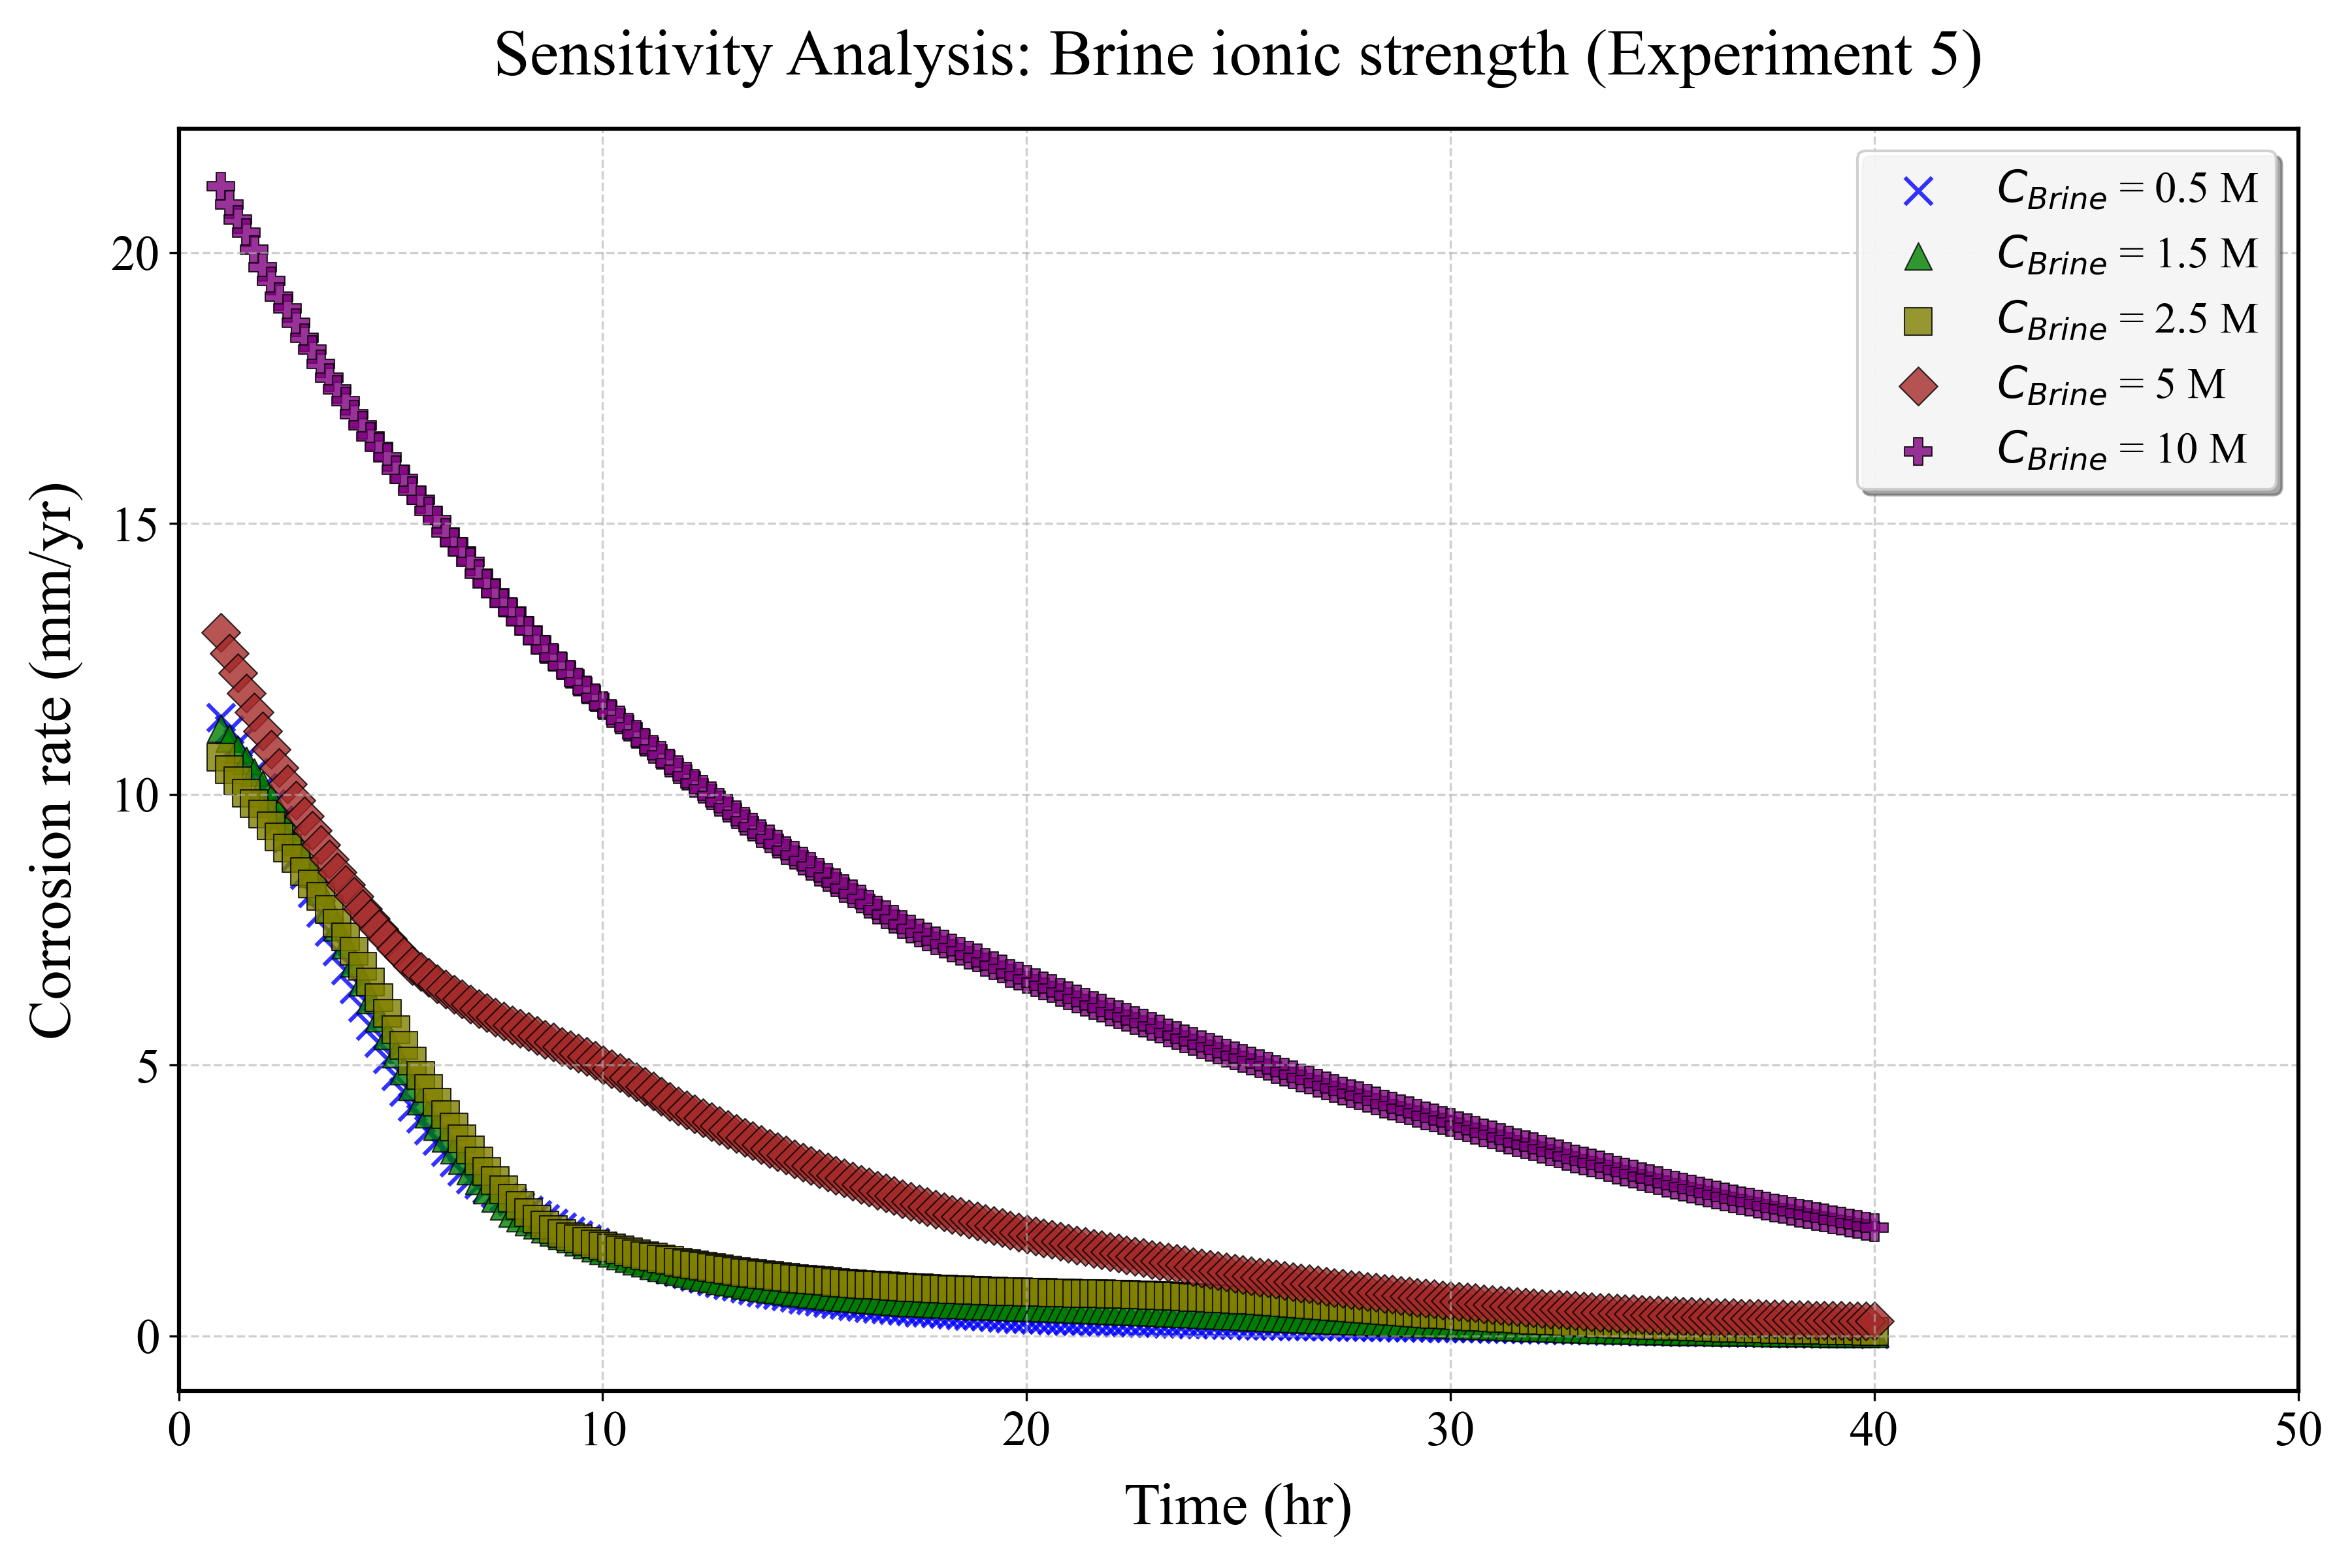 Sensitivity Analysis: Brine ionic strength (Experiment 5)
C_Brine = 0.5 M
C_Brine = 1.5 M
C_Brine = 2.5 M
C_Brine = 5 M
C_Brine = 10 M
Corrosion rate (mm/yr)
20
15
10
5
0
0 10 20 30 40 50
Time (hr)